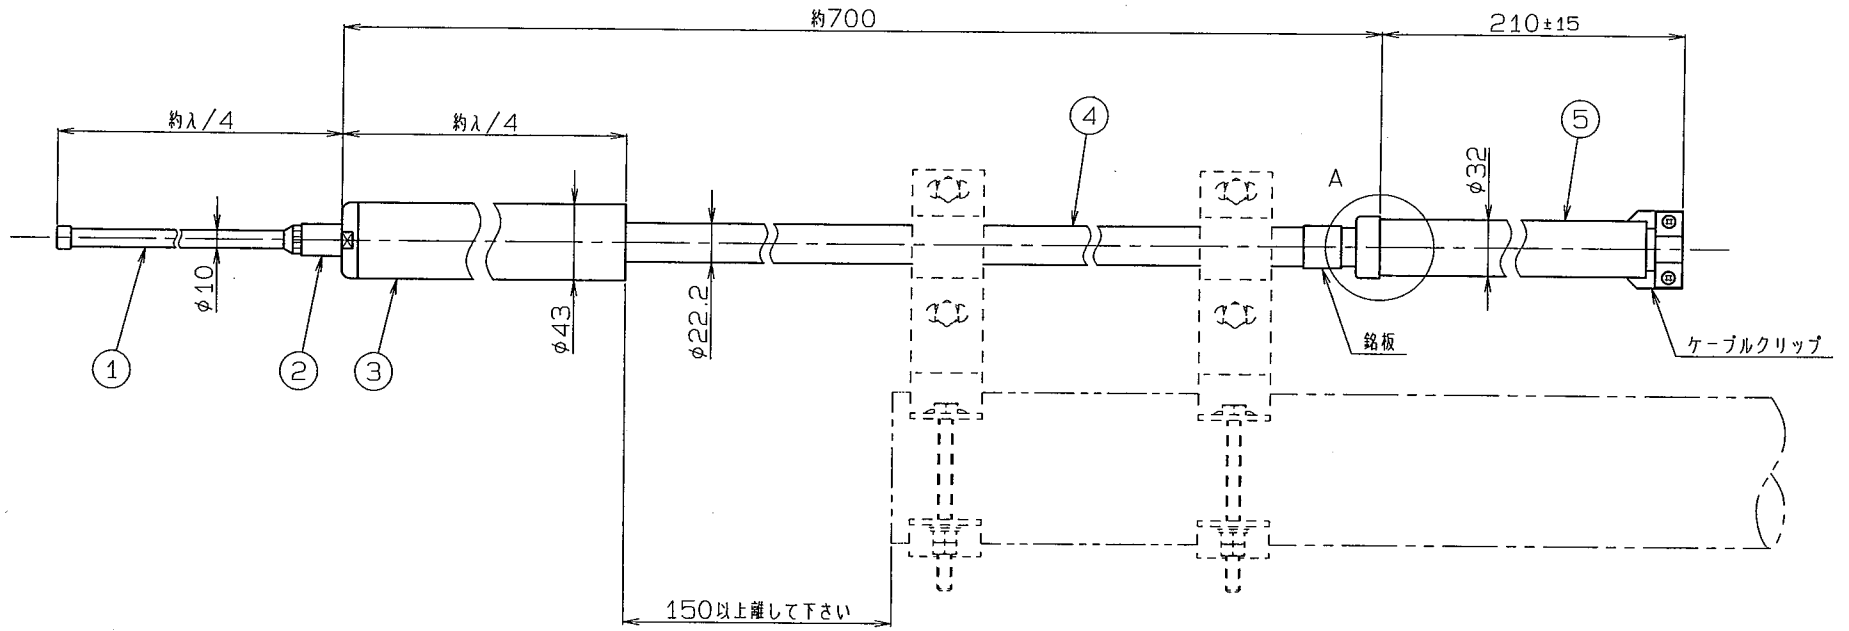 約700
210±15
約λ/4
約λ/4
④
⑤
A
φ32
φ10
φ43
φ22.2
①
②
③
銘板
ケーブルクリップ
150以上離して下さい